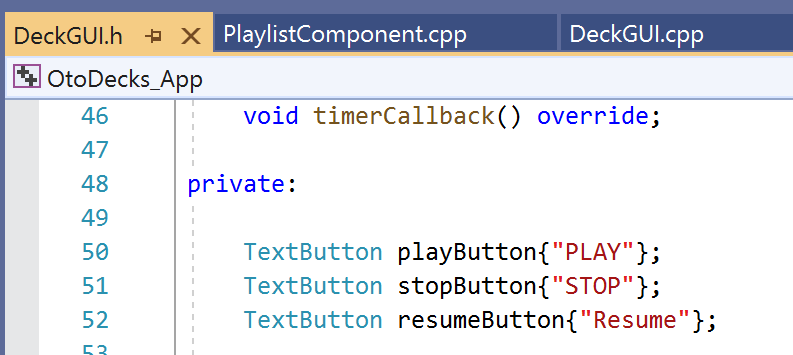 DeckGUI.h PlaylistComponent.cpp DeckGUI.cpp
OtoDecks_App
46 void timerCallback() override;
47
48 private:
49
50 TextButton playButton{"PLAY"};
51 TextButton stopButton{"STOP"};
52 TextButton resumeButton{"Resume"};
53